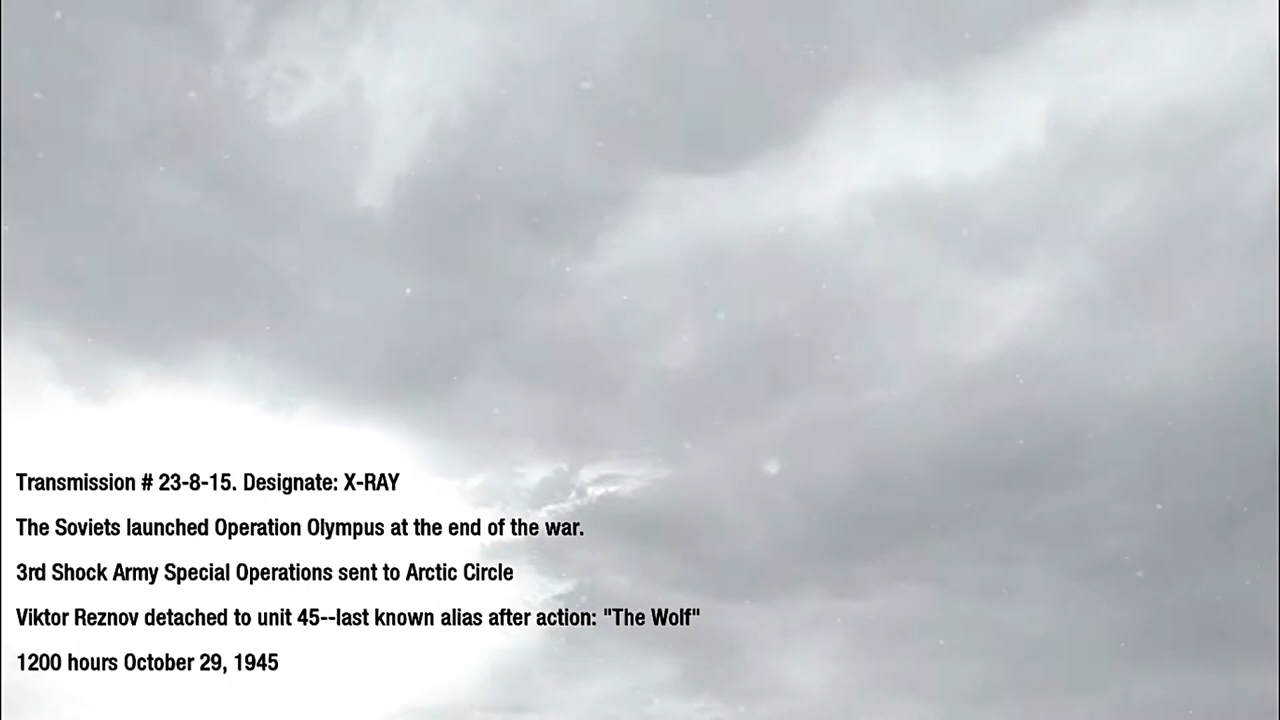 Transmission # 23-8-15. Designate: X-RAY
The Soviets launched Operation Olympus at the end of the war.
3rd Shock Army Special Operations sent to Arctic Circle
Viktor Reznov detached to unit 45--last known alias after action: "The Wolf"
1200 hours October 29, 1945